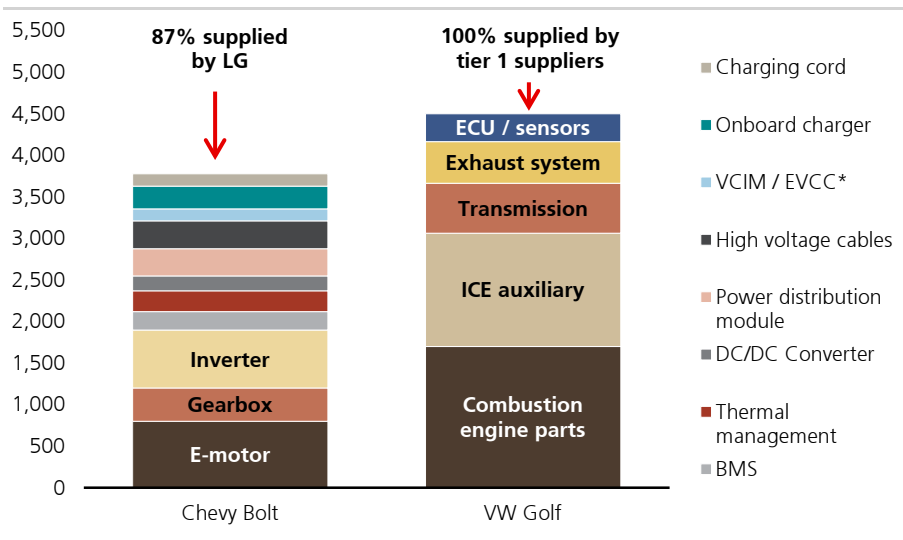 5,500
5,000
4,500
4,000
3,500
3,000
2,500
2,000
1,500
1,000
500
0
87% supplied
by LG
100% supplied by
tier 1 suppliers
Inverter
Gearbox
E-motor
ECU / sensors
Exhaust system
Transmission
ICE auxiliary
Combustion
engine parts
Chevy Bolt
VW Golf
Charging cord
Onboard charger
VCIM / EVCC*
High voltage cables
Power distribution
module
DC/DC Converter
Thermal
management
BMS